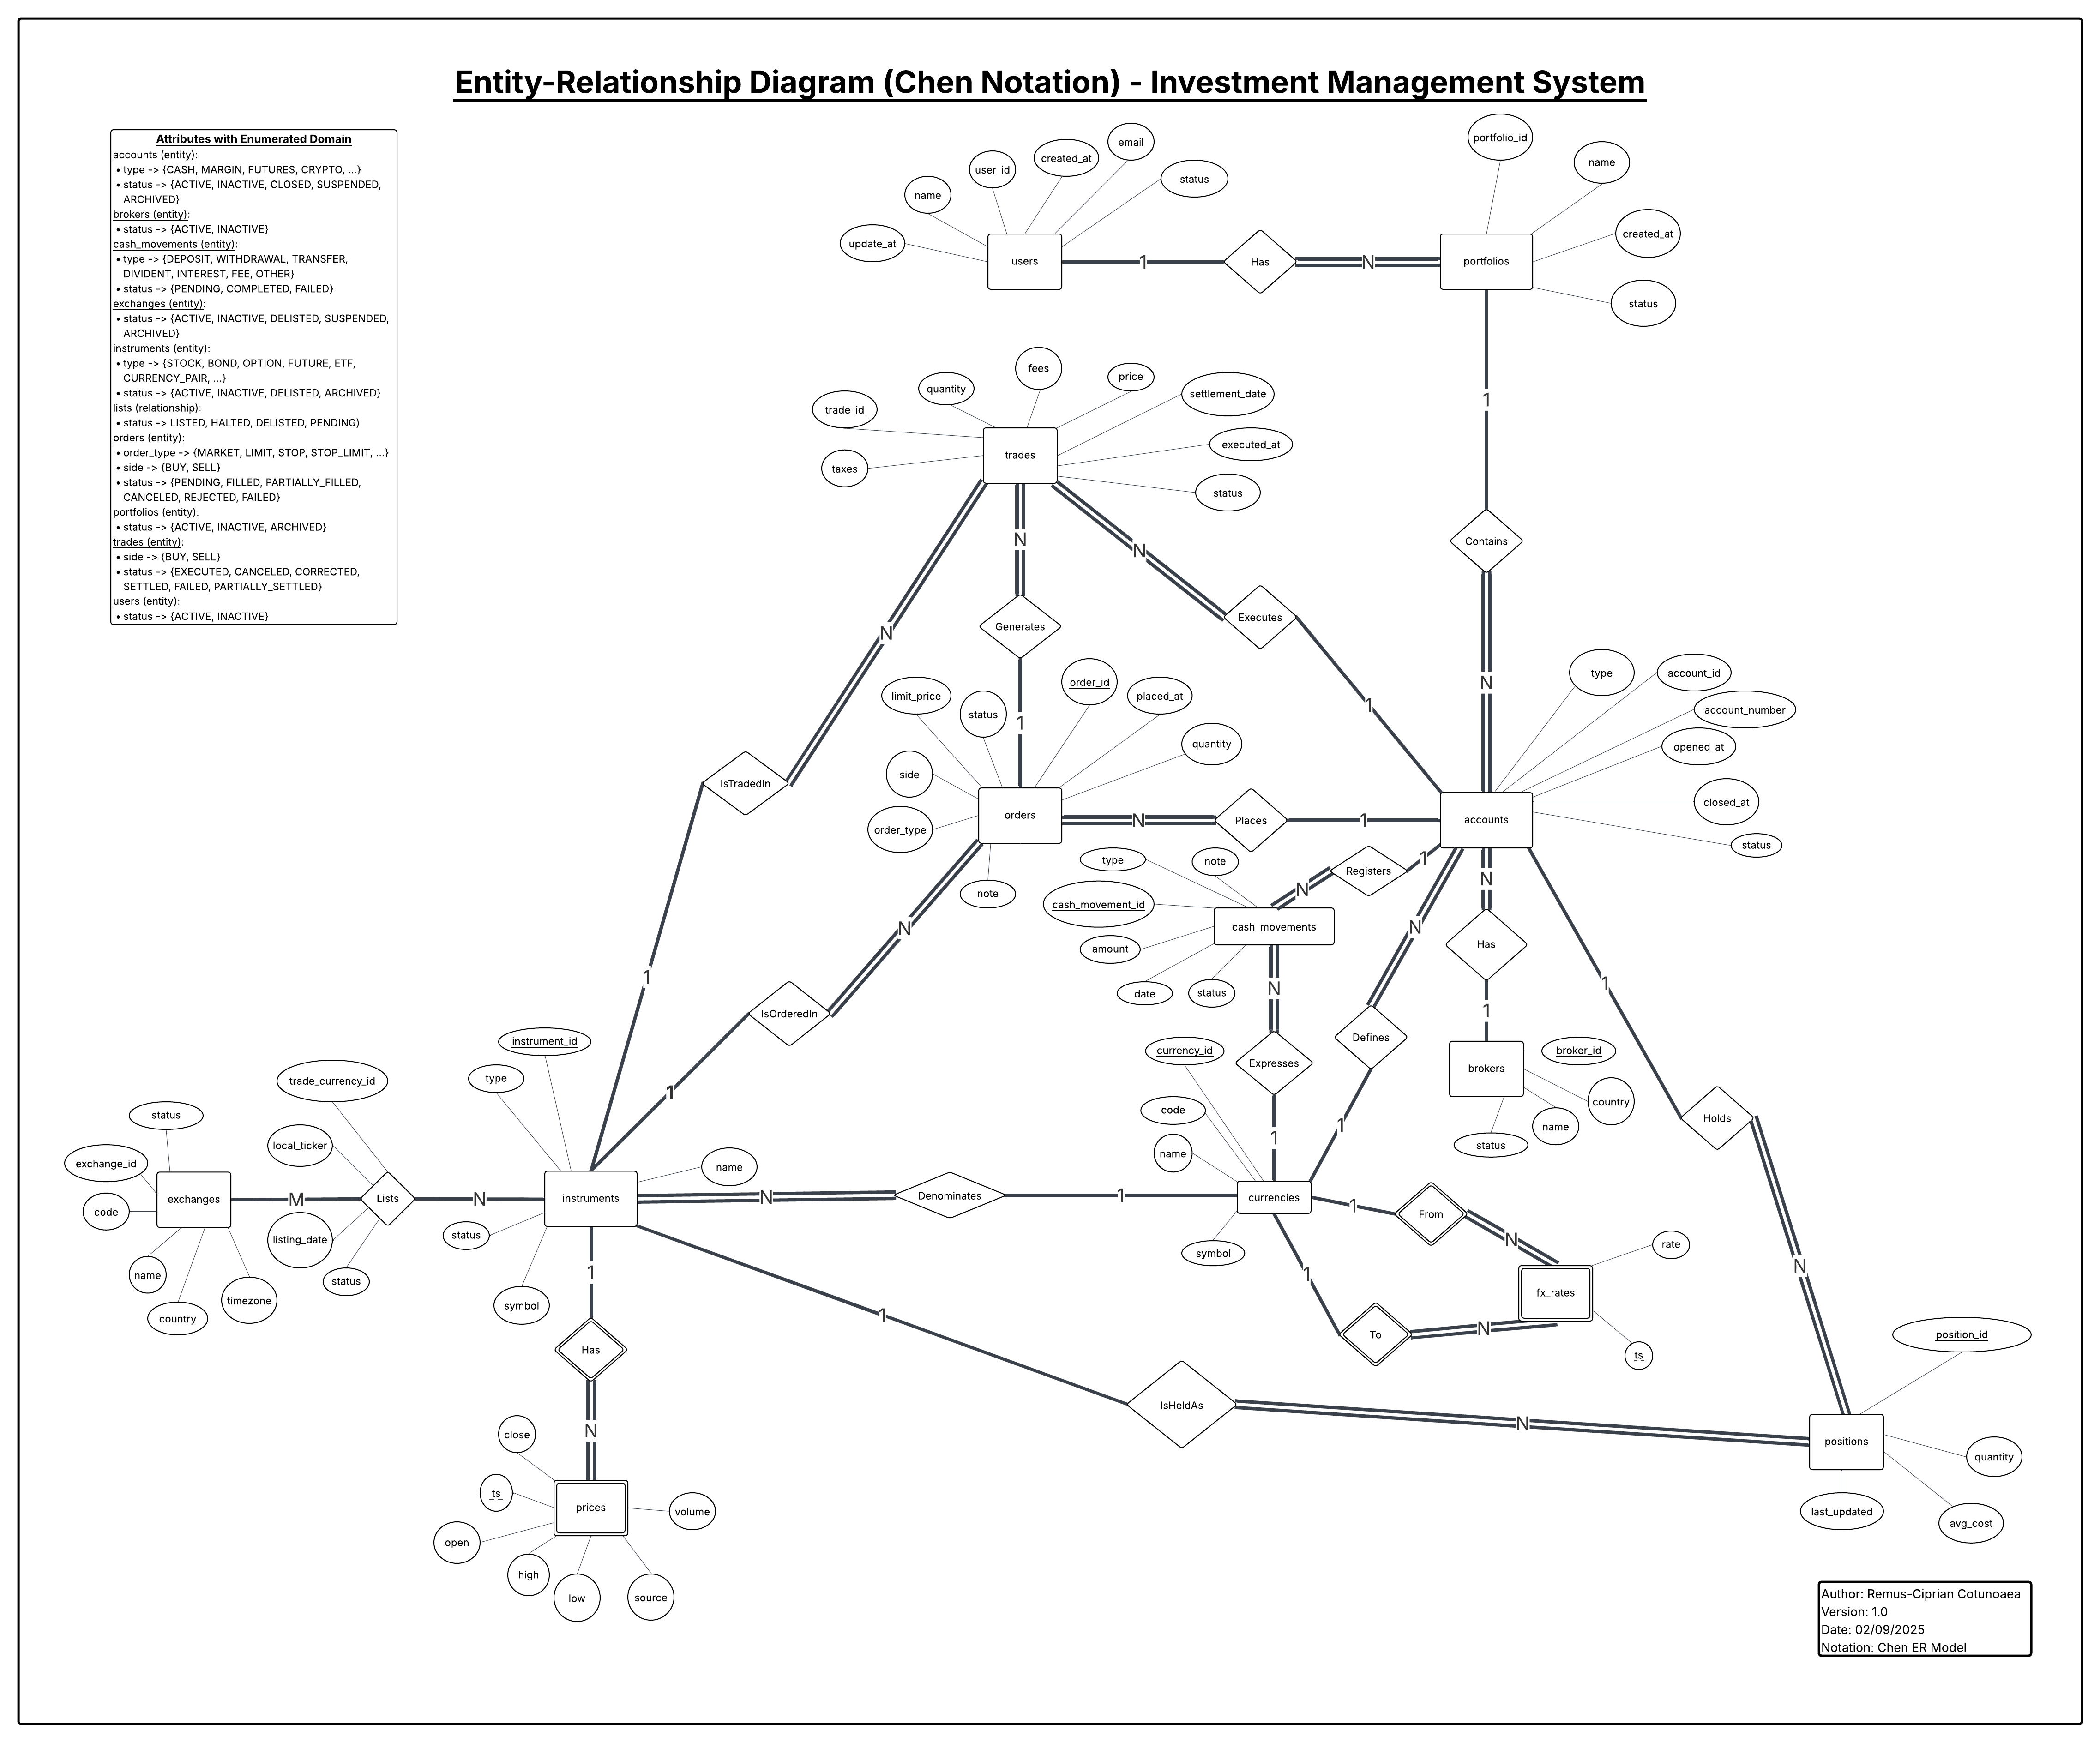 Entity-Relationship Diagram (Chen Notation) - Investment Management System
Attributes with Enumerated Domain
accounts (entity):
• type -> {CASH, MARGIN, FUTURES, CRYPTO, ...}
• status -> {ACTIVE, INACTIVE, CLOSED, SUSPENDED,
ARCHIVED}
brokers (entity):
• status -> {ACTIVE, INACTIVE}
cash_movements (entity):
• type -> {DEPOSIT, WITHDRAWAL, TRANSFER,
DIVIDENT, INTEREST, FEE, OTHER}
• status -> {PENDING, COMPLETED, FAILED}
exchanges (entity):
• status -> {ACTIVE, INACTIVE, DELISTED, SUSPENDED,
ARCHIVED}
instruments (entity):
• type -> {STOCK, BOND, OPTION, FUTURE, ETF,
CURRENCY_PAIR, ...}
• status -> {ACTIVE, INACTIVE, DELISTED, ARCHIVED}
lists (relationship):
• status -> LISTED, HALTED, DELISTED, PENDING)
orders (entity):
• order_type -> {MARKET, LIMIT, STOP, STOP_LIMIT, ...}
• side -> {BUY, SELL}
• status -> {PENDING, FILLED, PARTIALLY_FILLED,
CANCELED, REJECTED, FAILED}
portfolios (entity):
• status -> {ACTIVE, INACTIVE, ARCHIVED}
trades (entity):
• side -> {BUY, SELL}
• status -> {EXECUTED, CANCELED, CORRECTED,
SETTLED, FAILED, PARTIALLY_SETTLED}
users (entity):
• status -> {ACTIVE, INACTIVE}
update_at
name
user_id
created_at
email
status
users
1
Has
N
portfolios
portfolio_id
name
created_at
status
1
Contains
N
trade_id
quantity
fees
price
settlement_date
executed_at
status
taxes
trades
N
IsTradedIn
1
N
Generates
1
N
Executes
1
limit_price
status
order_id
placed_at
quantity
side
order_type
note
orders
N
Places
1
N
IsOrderedIn
1
accounts
type
account_id
account_number
opened_at
closed_at
status
1
Registers
N
type
note
cash_movement_id
amount
date
status
cash_movements
N
Expresses
1
N
Defines
1
N
Has
1
brokers
broker_id
country
name
status
1
Holds
N
currency_id
code
name
symbol
currencies
1
From
N
1
To
N
fx_rates
rate
ts
status
exchange_id
code
name
country
timezone
exchanges
M
Lists
N
trade_currency_id
local_ticker
listing_date
status
instruments
instrument_id
type
name
status
symbol
N
Denominates
1
1
Has
N
1
IsHeldAs
N
prices
close
ts
open
high
low
source
volume
positions
position_id
quantity
avg_cost
last_updated
Author: Remus-Ciprian Cotunoaea
Version: 1.0
Date: 02/09/2025
Notation: Chen ER Model